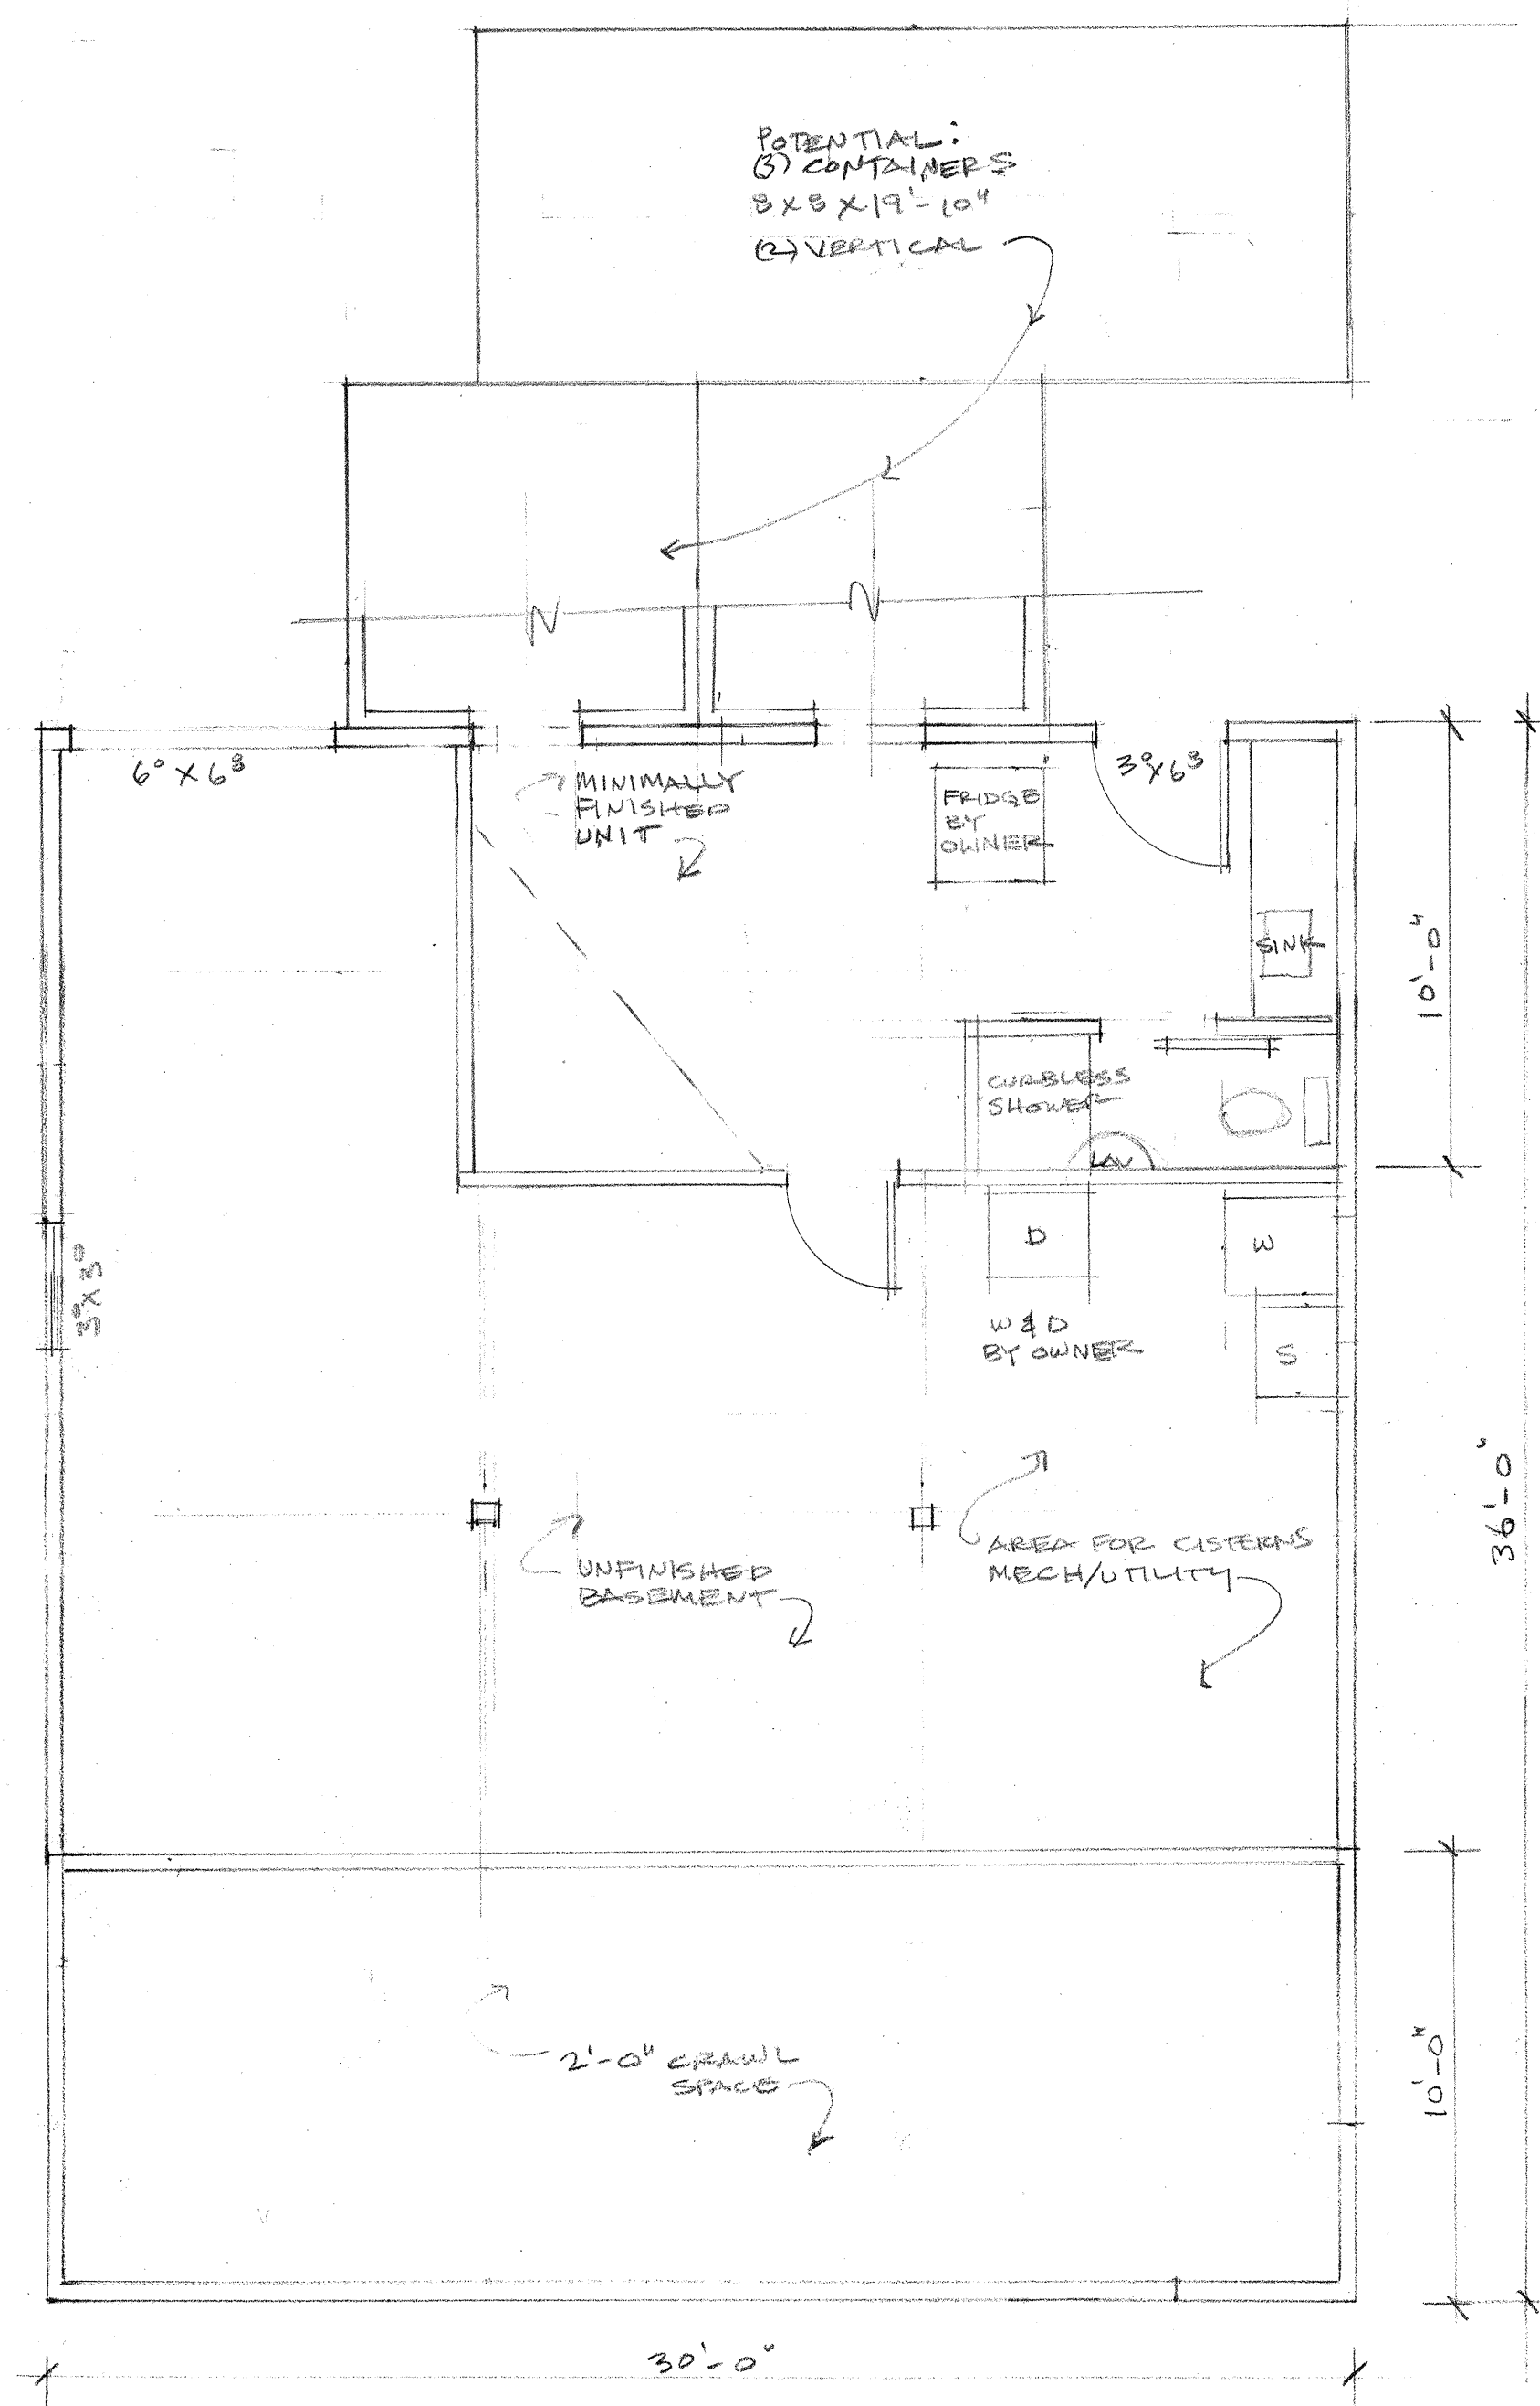 POTENTIAL:
(3) CONTAINERS
8 X 8 X 19'-10"
(2) VERTICAL
6⁰ X 6⁸
MINIMALLY
FINISHED
UNIT
FRIDGE
BY
OWNER
3⁰ X 6⁸
SINK
10'-0"
CURBLESS
SHOWER
LAV
D
W
3⁰ X 3⁰
W & D
BY OWNER
S
36'-0"
UNFINISHED
BASEMENT
AREA FOR CISTERNS
MECH/UTILITY
2'-0" CRAWL
SPACE
10'-0"
30'-0"